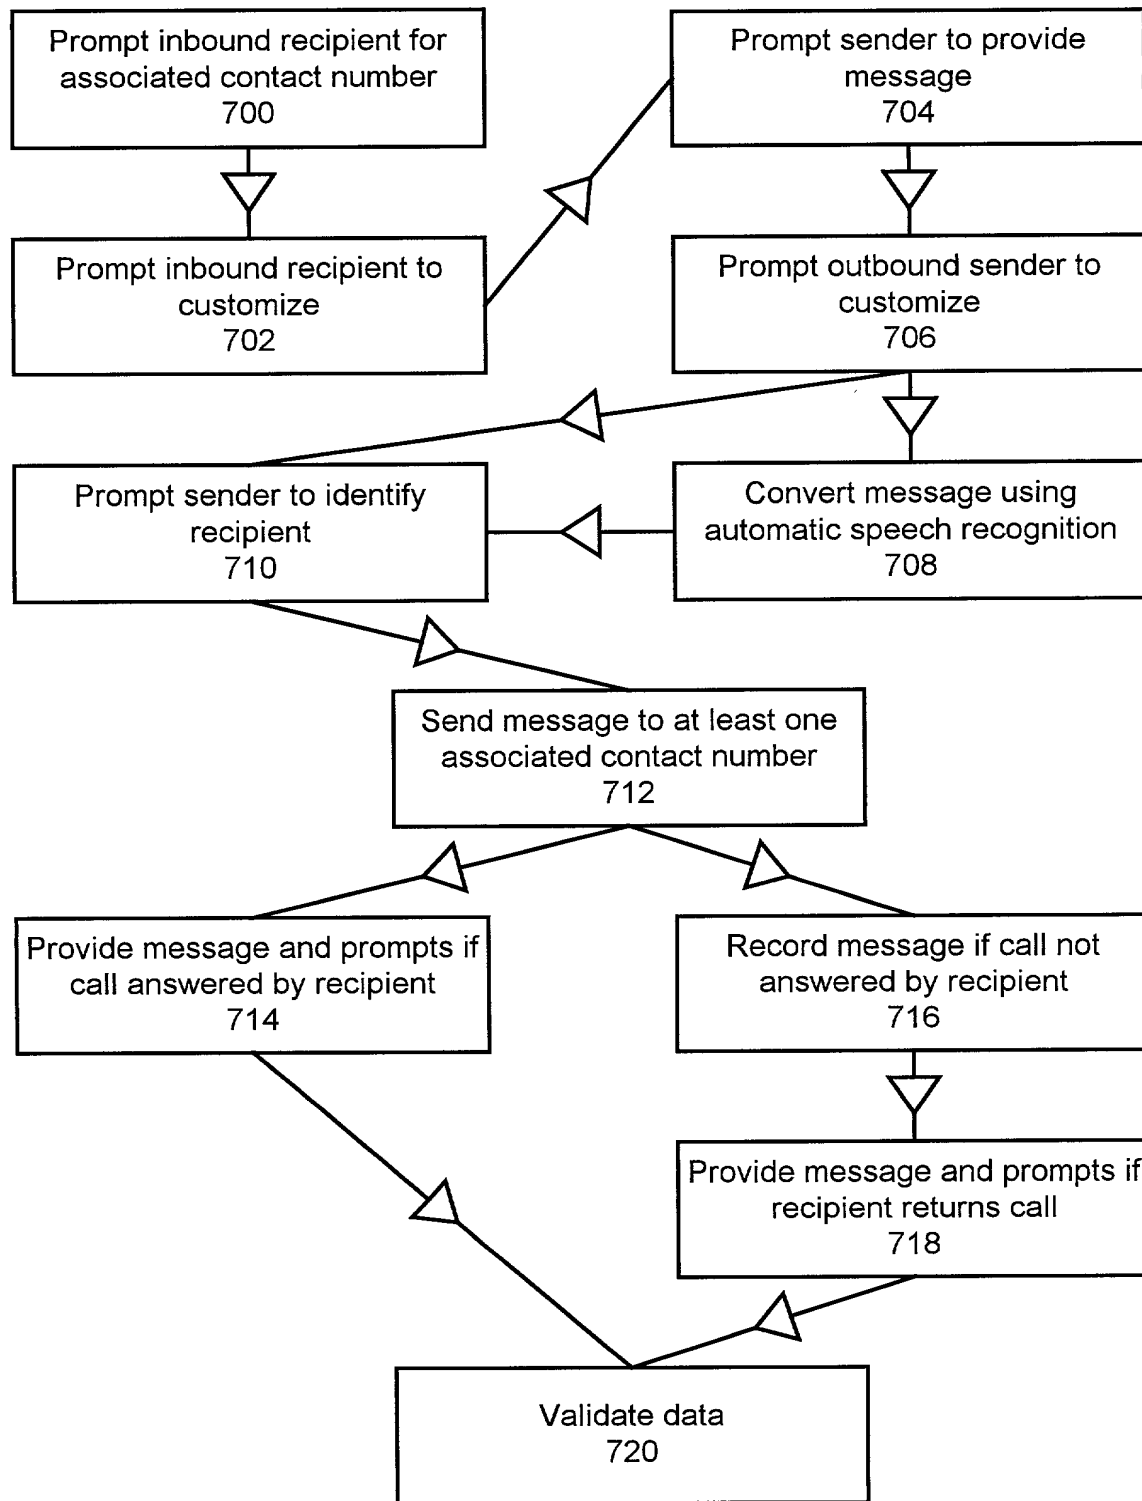 Prompt inbound recipient for
associated contact number
700
Prompt inbound recipient to
customize
702
Prompt sender to provide
message
704
Prompt outbound sender to
customize
706
Convert message using
automatic speech recognition
708
Prompt sender to identify
recipient
710
Send message to at least one
associated contact number
712
Provide message and prompts if
call answered by recipient
714
Record message if call not
answered by recipient
716
Provide message and prompts if
recipient returns call
718
Validate data
720